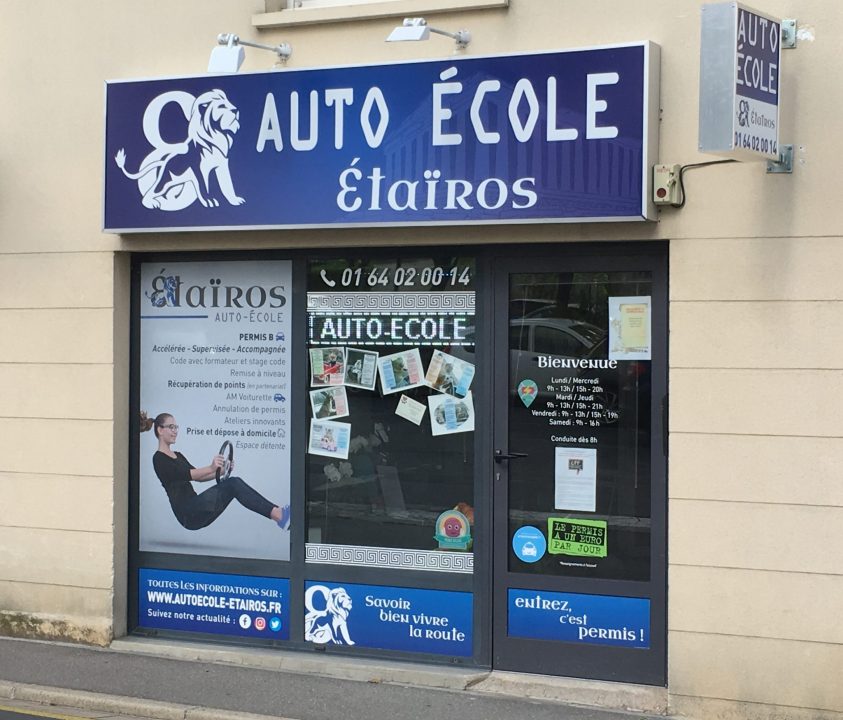 AUTO ÉCOLE
Étaïros
AUTO
ÉCOLE
Étaïros
01 64 02 00 14
Étaïros
AUTO-ÉCOLE
PERMIS B
Accélérée - Supervisée - Accompagnée
Code avec formateur et stage code
Remise à niveau
Récupération de points (en partenariat)
AM Voiturette
Annulation de permis
Ateliers innovants
Prise et dépose à domicile
Espace détente
TOUTES LES INFORMATIONS SUR :
WWW.AUTOECOLE-ETAIROS.FR
Suivez notre actualité :
01 64 02 00 14
AUTO-ECOLE
Savoir
bien vivre
la route
Bienvenue
Lundi / Mercredi
9h - 13h / 15h - 20h
Mardi / Jeudi
9h - 13h / 15h - 21h
Vendredi : 9h - 13h / 15h - 19h
Samedi : 9h - 16h
Conduite dès 8h
LE PERMIS
A UN EURO
PAR JOUR
entrez,
c'est
permis !